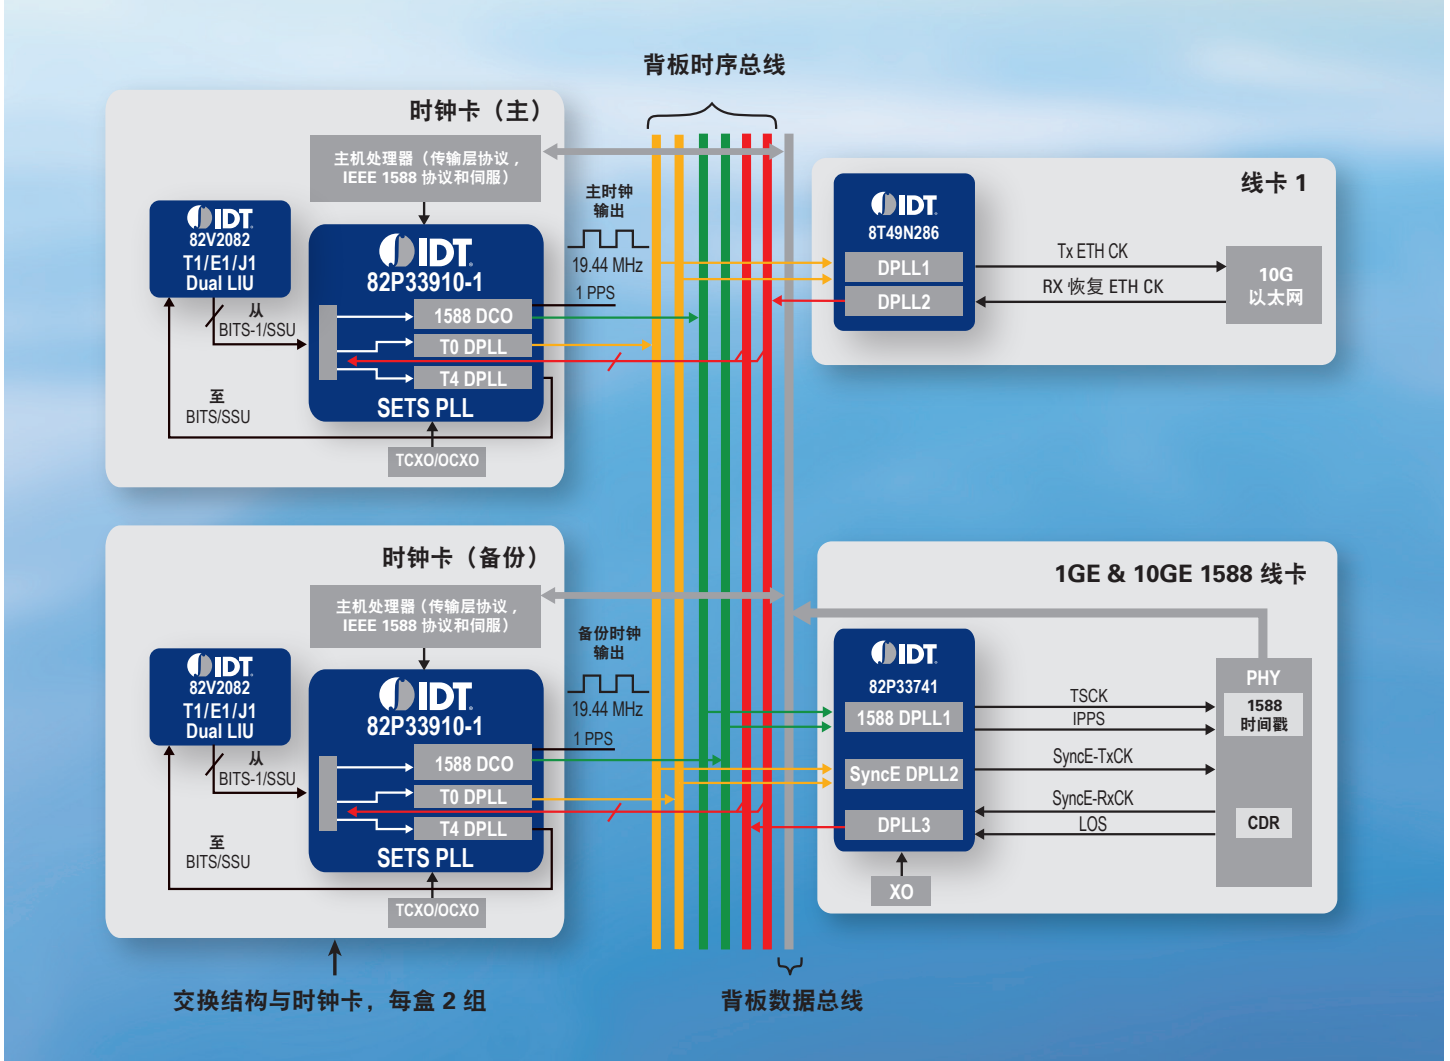 背板时序总线
时钟卡（主）
主机处理器（传输层协议，
IEEE 1588 协议和伺服）
IDT
82V2082
T1/E1/J1
Dual LIU
从
BITS-1/SSU
至
BITS/SSU
IDT
82P33910-1
1588 DCO
T0 DPLL
T4 DPLL
SETS PLL
TCXO/OCXO
主时钟
输出
19.44 MHz
1 PPS
线卡 1
IDT
8T49N286
DPLL1
DPLL2
Tx ETH CK
RX 恢复 ETH CK
10G
以太网
时钟卡（备份）
主机处理器（传输层协议，
IEEE 1588 协议和伺服）
IDT
82V2082
T1/E1/J1
Dual LIU
从
BITS-1/SSU
至
BITS/SSU
IDT
82P33910-1
1588 DCO
T0 DPLL
T4 DPLL
SETS PLL
TCXO/OCXO
备份时钟
输出
19.44 MHz
1 PPS
1GE & 10GE 1588 线卡
IDT
82P33741
1588 DPLL1
SyncE DPLL2
DPLL3
XO
TSCK
IPPS
SyncE-TxCK
SyncE-RxCK
LOS
PHY
1588
时间戳
CDR
交换结构与时钟卡，每盒 2 组
背板数据总线